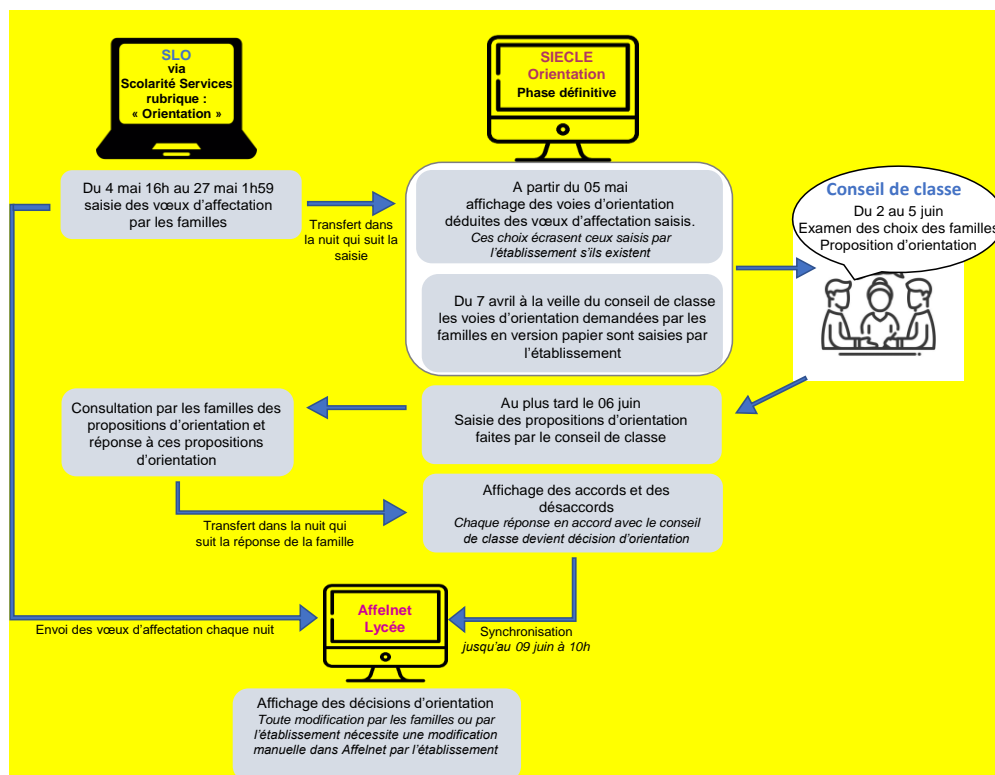 SLO
via
Scolarité Services
rubrique :
« Orientation »
SIECLE
Orientation
Phase définitive
Du 4 mai 16h au 27 mai 1h59
saisie des vœux d'affectation
par les familles
Transfert dans
la nuit qui suit la
saisie
A partir du 05 mai
affichage des voies d'orientation
déduites des vœux d'affectation saisis.
Ces choix écrasent ceux saisis par
l'établissement s'ils existent
Du 7 avril à la veille du conseil de classe
les voies d'orientation demandées par les
familles en version papier sont saisies par
l'établissement
Conseil de classe
Du 2 au 5 juin
Examen des choix des familles
Proposition d'orientation
Consultation par les familles des
propositions d'orientation et
réponse à ces propositions
d'orientation
Au plus tard le 06 juin
Saisie des propositions d'orientation
faites par le conseil de classe
Transfert dans la nuit qui
suit la réponse de la famille
Affichage des accords et des
désaccords
Chaque réponse en accord avec le conseil
de classe devient décision d'orientation
Envoi des vœux d'affectation chaque nuit
Affelnet
Lycée
Synchronisation
jusqu'au 09 juin à 10h
Affichage des décisions d'orientation
Toute modification par les familles ou par
l'établissement nécessite une modification
manuelle dans Affelnet par l'établissement